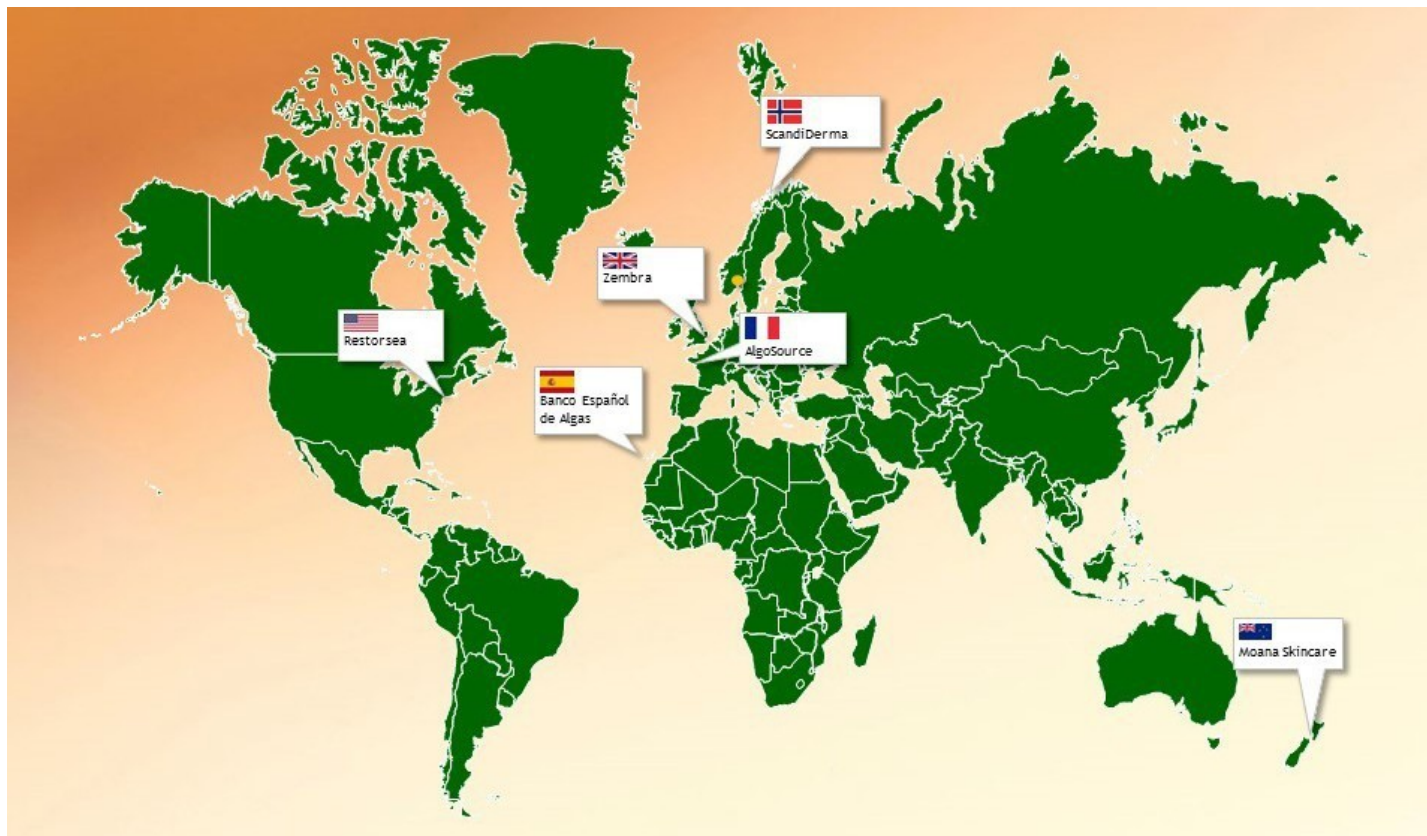 ScandiDerma
Zembra
Restorsea
AlgoSource
Banco Español
de Algas
Moana Skincare